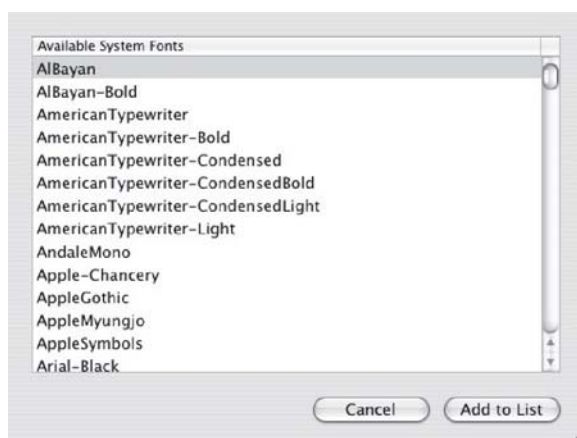 Available System Fonts
AlBayan
AlBayan-Bold
AmericanTypewriter
AmericanTypewriter-Bold
AmericanTypewriter-Condensed
AmericanTypewriter-CondensedBold
AmericanTypewriter-CondensedLight
AmericanTypewriter-Light
AndaleMono
Apple-Chancery
AppleGothic
AppleMyungjo
AppleSymbols
Arial-Black
Cancel Add to List